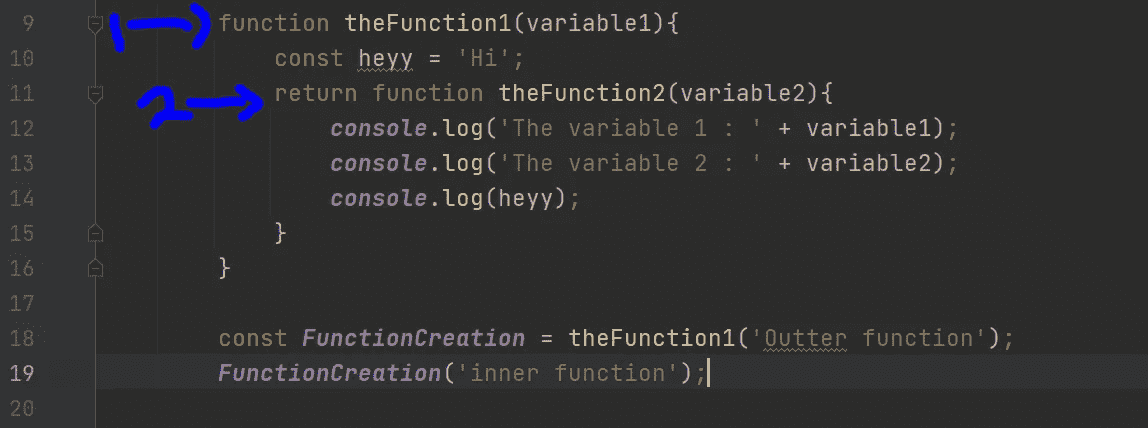 9 1 function theFunction1(variable1){
10 const heyy = 'Hi';
11 2 return function theFunction2(variable2){
12 console.log('The variable 1 : ' + variable1);
13 console.log('The variable 2 : ' + variable2);
14 console.log(heyy);
15 }
16 }
17
18 const FunctionCreation = theFunction1('Outter function');
19 FunctionCreation('inner function');
20